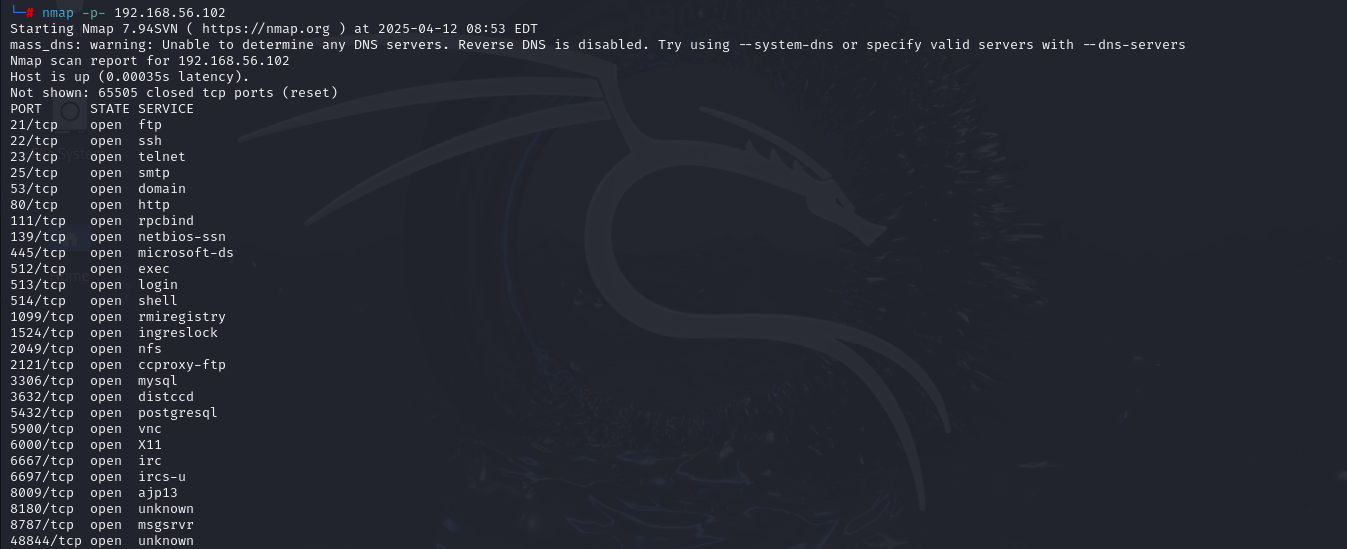 └─# nmap -p- 192.168.56.102
Starting Nmap 7.94SVN ( https://nmap.org ) at 2025-04-12 08:53 EDT
mass_dns: warning: Unable to determine any DNS servers. Reverse DNS is disabled. Try using --system-dns or specify valid servers with --dns-servers
Nmap scan report for 192.168.56.102
Host is up (0.00035s latency).
Not shown: 65505 closed tcp ports (reset)
PORT      STATE SERVICE
21/tcp    open  ftp
22/tcp    open  ssh
23/tcp    open  telnet
25/tcp    open  smtp
53/tcp    open  domain
80/tcp    open  http
111/tcp   open  rpcbind
139/tcp   open  netbios-ssn
445/tcp   open  microsoft-ds
512/tcp   open  exec
513/tcp   open  login
514/tcp   open  shell
1099/tcp  open  rmiregistry
1524/tcp  open  ingreslock
2049/tcp  open  nfs
2121/tcp  open  ccproxy-ftp
3306/tcp  open  mysql
3632/tcp  open  distccd
5432/tcp  open  postgresql
5900/tcp  open  vnc
6000/tcp  open  X11
6667/tcp  open  irc
6697/tcp  open  ircs-u
8009/tcp  open  ajp13
8180/tcp  open  unknown
8787/tcp  open  msgsrvr
48844/tcp open  unknown